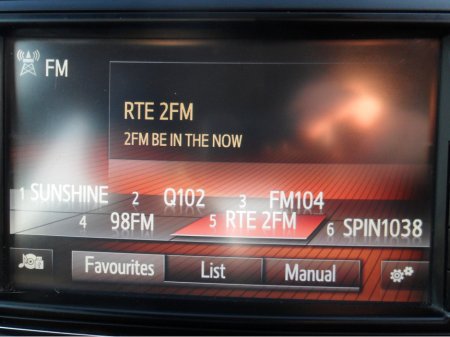 FM
RTE 2FM
2FM BE IN THE NOW
1 SUNSHINE 2 Q102 3 FM104
4 98FM 5 RTE 2FM 6 SPIN1038
Favourites List Manual